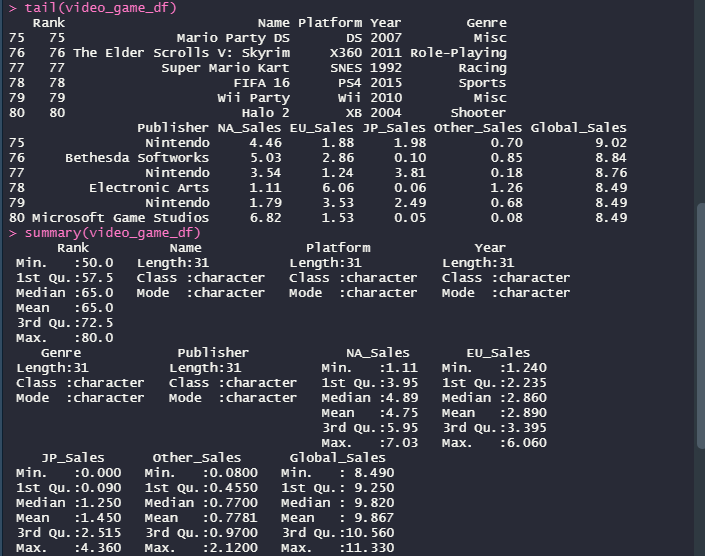 > tail(video_game_df)
   Rank                        Name Platform Year        Genre
75   75              Mario Party DS       DS 2007         Misc
76   76 The Elder Scrolls V: Skyrim     X360 2011 Role-Playing
77   77            Super Mario Kart     SNES 1992       Racing
78   78                     FIFA 16      PS4 2015       Sports
79   79                   Wii Party      Wii 2010         Misc
80   80                      Halo 2       XB 2004      Shooter
                Publisher NA_Sales EU_Sales JP_Sales Other_Sales Global_Sales
75               Nintendo     4.46     1.88     1.98        0.70         9.02
76     Bethesda Softworks     5.03     2.86     0.10        0.85         8.84
77               Nintendo     3.54     1.24     3.81        0.18         8.76
78        Electronic Arts     1.11     6.06     0.06        1.26         8.49
79               Nintendo     1.79     3.53     2.49        0.68         8.49
80 Microsoft Game Studios     6.82     1.53     0.05        0.08         8.49
> summary(video_game_df)
      Rank          Name             Platform             Year
 Min.   :50.0   Length:31          Length:31          Length:31
 1st Qu.:57.5   Class :character   Class :character   Class :character
 Median :65.0   Mode  :character   Mode  :character   Mode  :character
 Mean   :65.0
 3rd Qu.:72.5
 Max.   :80.0
    Genre            Publisher            NA_Sales       EU_Sales
 Length:31          Length:31          Min.   :1.11   Min.   :1.240
 Class :character   Class :character   1st Qu.:3.95   1st Qu.:2.235
 Mode  :character   Mode  :character   Median :4.89   Median :2.860
                                       Mean   :4.75   Mean   :2.890
                                       3rd Qu.:5.95   3rd Qu.:3.395
                                       Max.   :7.03   Max.   :6.060
    JP_Sales      Other_Sales      Global_Sales
 Min.   :0.000   Min.   :0.0800   Min.   : 8.490
 1st Qu.:0.090   1st Qu.:0.4550   1st Qu.: 9.250
 Median :1.250   Median :0.7700   Median : 9.820
 Mean   :1.450   Mean   :0.7781   Mean   : 9.867
 3rd Qu.:2.515   3rd Qu.:0.9700   3rd Qu.:10.560
 Max.   :4.360   Max.   :2.1200   Max.   :11.330